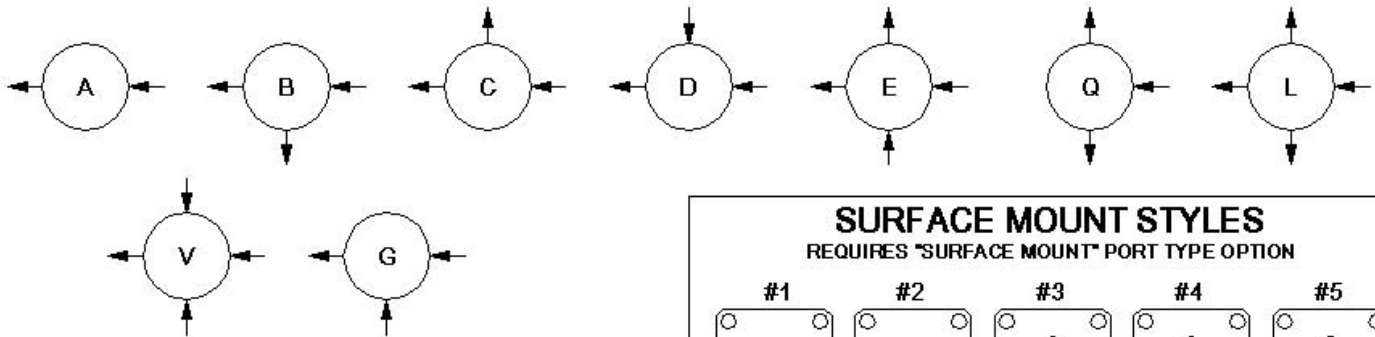 A B C D E Q L
V G
SURFACE MOUNT STYLES
REQUIRES "SURFACE MOUNT" PORT TYPE OPTION
#1 #2 #3 #4 #5